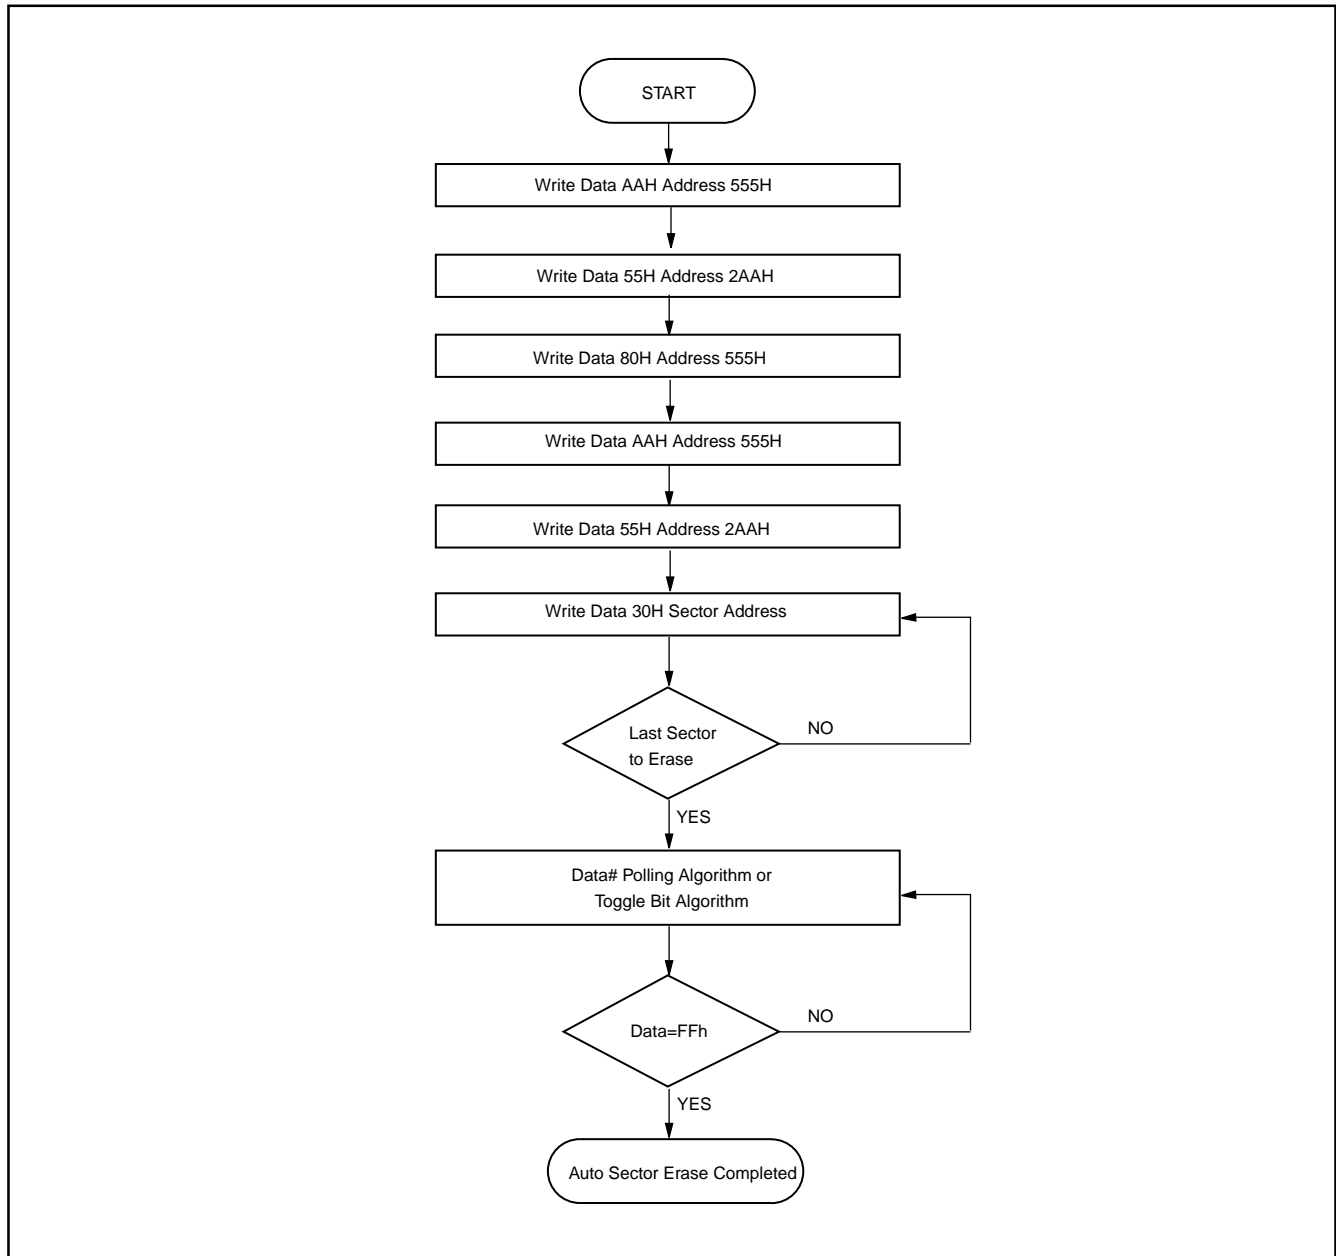 START
Write Data AAH Address 555H
Write Data 55H Address 2AAH
Write Data 80H Address 555H
Write Data AAH Address 555H
Write Data 55H Address 2AAH
Write Data 30H Sector Address
Last Sector
to Erase
NO
YES
Data# Polling Algorithm or
Toggle Bit Algorithm
Data=FFh
NO
YES
Auto Sector Erase Completed